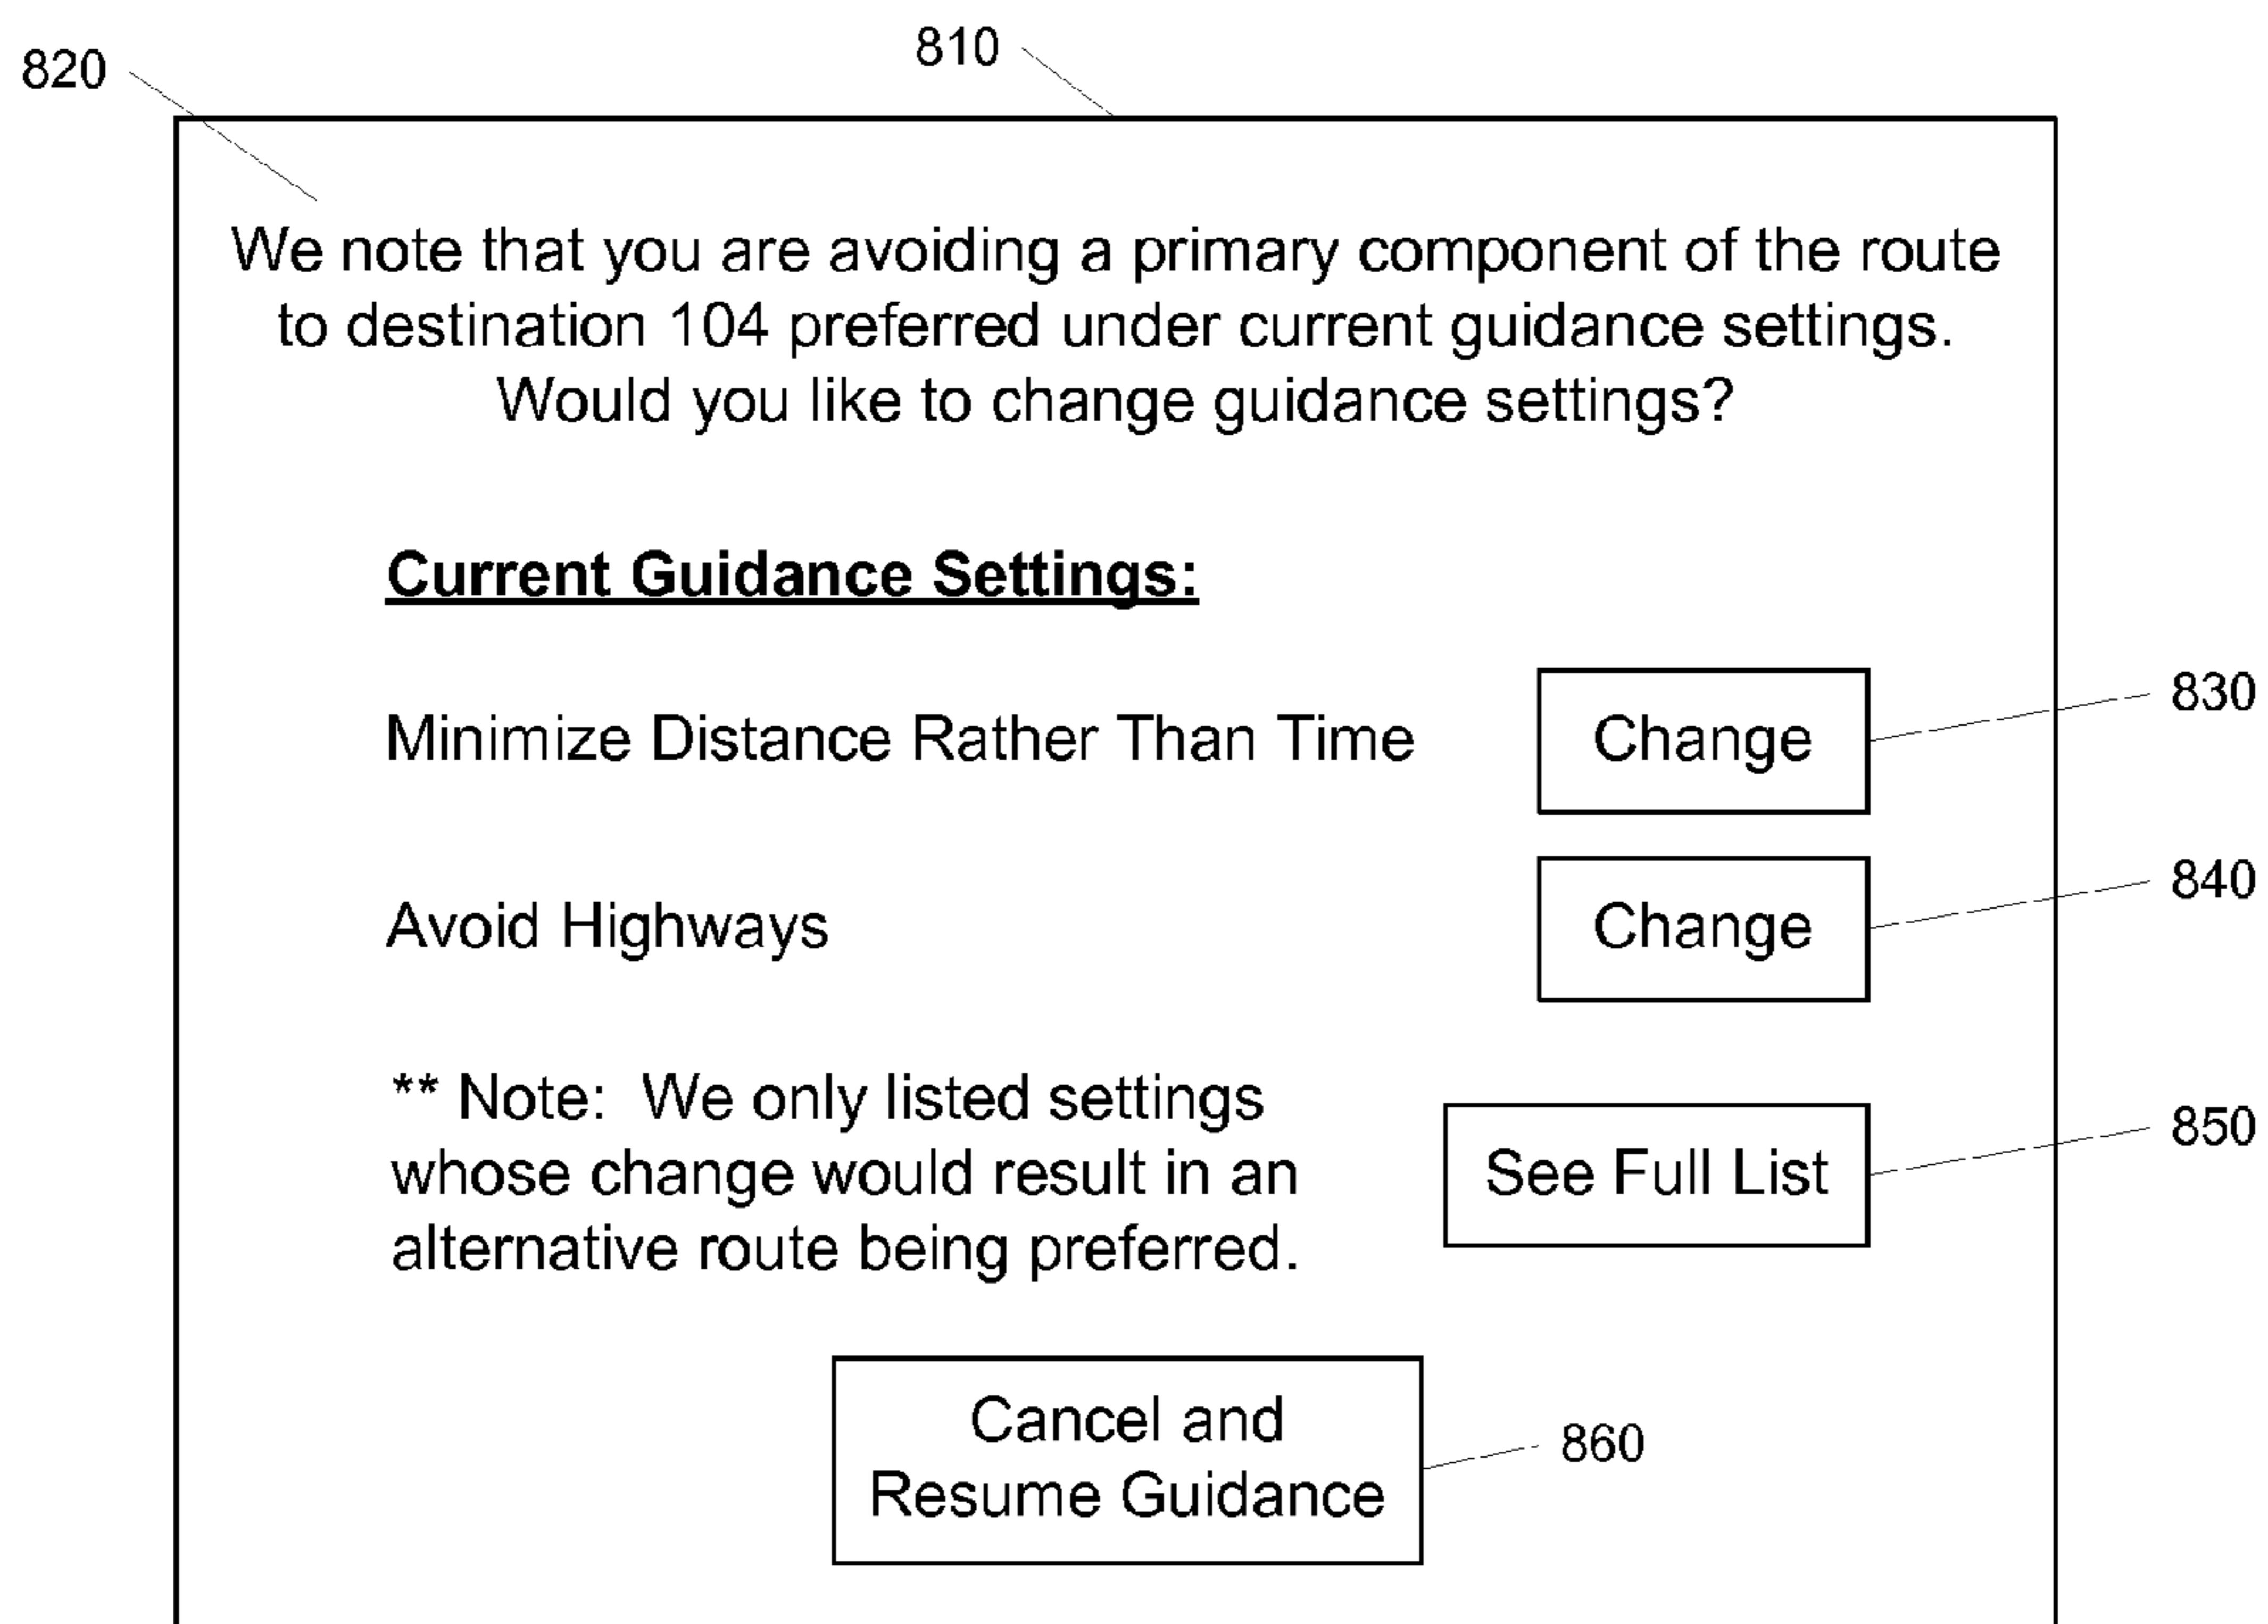 820
810
We note that you are avoiding a primary component of the route
to destination 104 preferred under current guidance settings.
Would you like to change guidance settings?
Current Guidance Settings:
Minimize Distance Rather Than Time
Change
830
Avoid Highways
Change
840
** Note: We only listed settings
whose change would result in an
alternative route being preferred.
See Full List
850
Cancel and
Resume Guidance
860